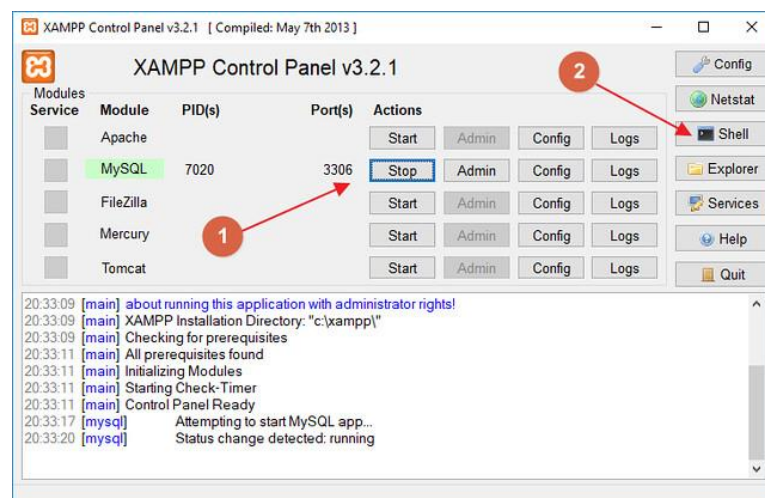 XAMPP Control Panel v3.2.1 [ Compiled: May 7th 2013 ]
XAMPP Control Panel v3.2.1
2
Config
Modules
Service Module PID(s) Port(s) Actions
Netstat
Apache Start Admin Config Logs
Shell
MySQL 7020 3306 Stop Admin Config Logs
Explorer
FileZilla Start Admin Config Logs
Services
Mercury Start Admin Config Logs
1
Help
Tomcat Start Admin Config Logs
Quit
20:33:09 [main] about running this application with administrator rights!
20:33:09 [main] XAMPP Installation Directory: "c:\xampp\"
20:33:09 [main] Checking for prerequisites
20:33:11 [main] All prerequisites found
20:33:11 [main] Initializing Modules
20:33:11 [main] Starting Check-Timer
20:33:11 [main] Control Panel Ready
20:33:17 [mysql] Attempting to start MySQL app...
20:33:20 [mysql] Status change detected: running